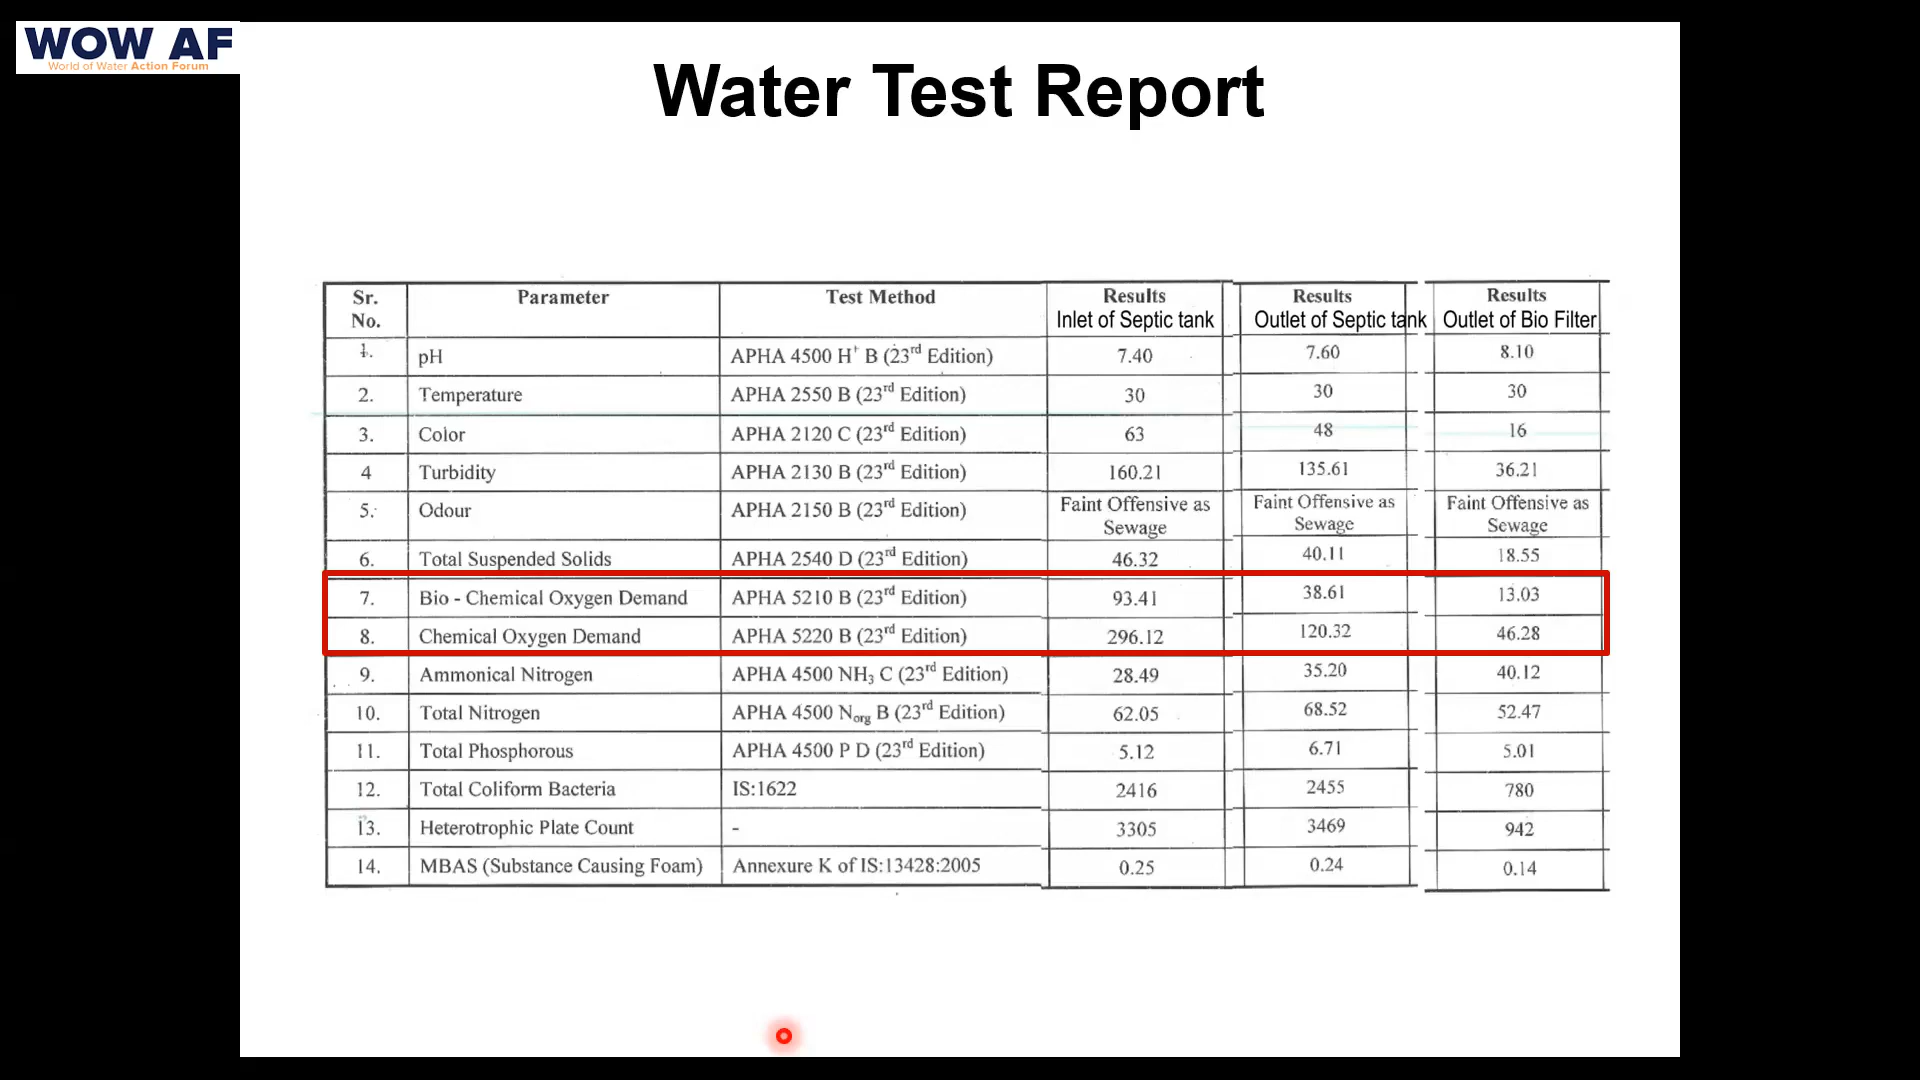 WOW AF
World of Water Action Forum
Water Test Report
Sr. No. Parameter Test Method Results Inlet of Septic tank Results Outlet of Septic tank Results Outlet of Bio Filter
1. pH APHA 4500 H⁺ B (23rd Edition) 7.40 7.60 8.10
2. Temperature APHA 2550 B (23rd Edition) 30 30 30
3. Color APHA 2120 C (23rd Edition) 63 48 16
4 Turbidity APHA 2130 B (23rd Edition) 160.21 135.61 36.21
5. Odour APHA 2150 B (23rd Edition) Faint Offensive as Sewage Faint Offensive as Sewage Faint Offensive as Sewage
6. Total Suspended Solids APHA 2540 D (23rd Edition) 46.32 40.11 18.55
7. Bio - Chemical Oxygen Demand APHA 5210 B (23rd Edition) 93.41 38.61 13.03
8. Chemical Oxygen Demand APHA 5220 B (23rd Edition) 296.12 120.32 46.28
9. Ammonical Nitrogen APHA 4500 NH₃ C (23rd Edition) 28.49 35.20 40.12
10. Total Nitrogen APHA 4500 Norg B (23rd Edition) 62.05 68.52 52.47
11. Total Phosphorous APHA 4500 P D (23rd Edition) 5.12 6.71 5.01
12. Total Coliform Bacteria IS:1622 2416 2455 780
13. Heterotrophic Plate Count - 3305 3469 942
14. MBAS (Substance Causing Foam) Annexure K of IS:13428:2005 0.25 0.24 0.14